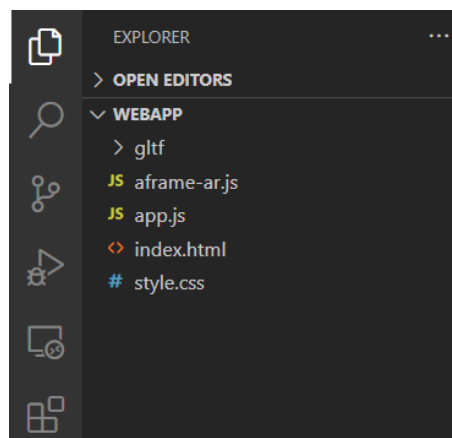 EXPLORER
OPEN EDITORS
WEBAPP
gltf
JS aframe-ar.js
JS app.js
<> index.html
# style.css